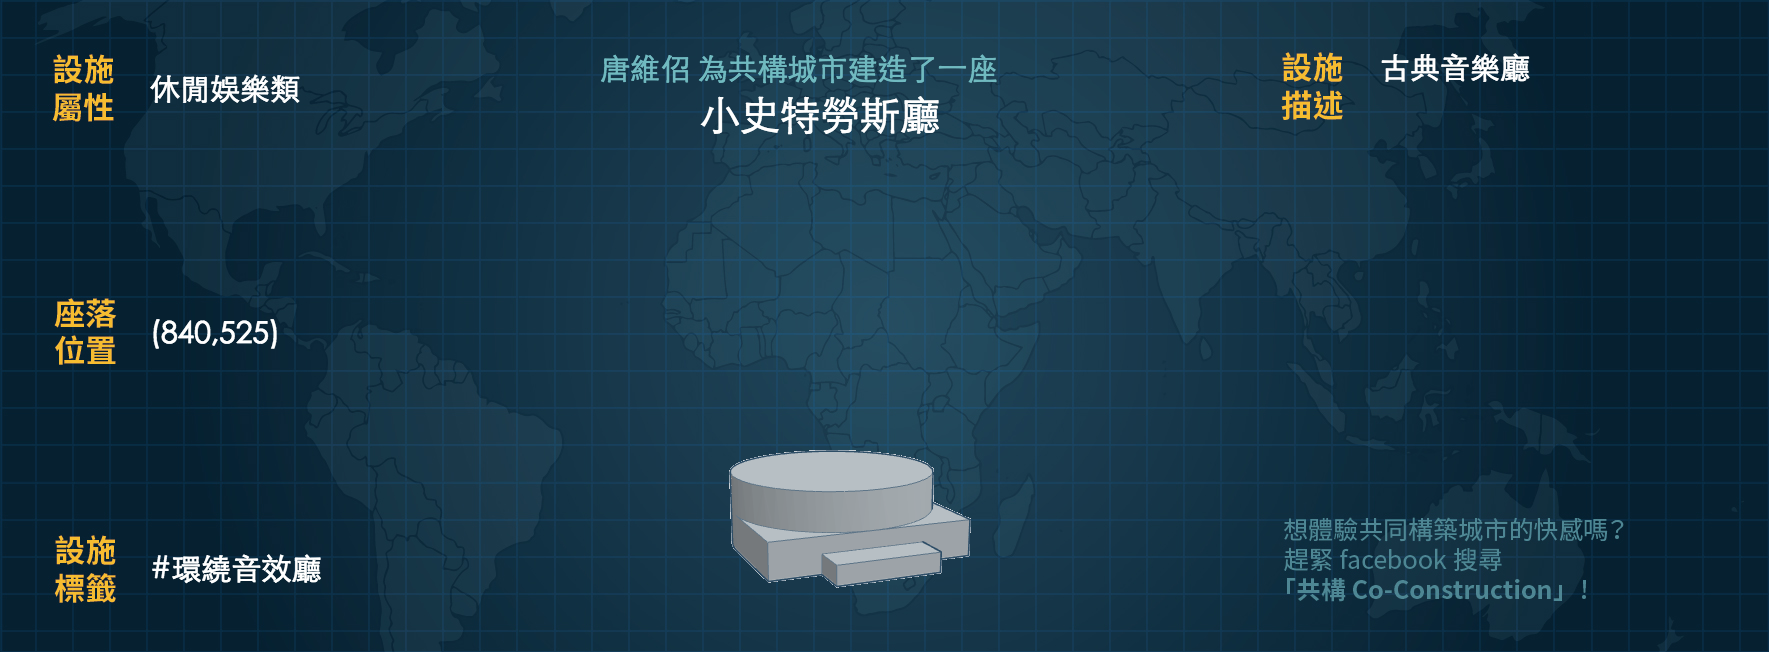 設施
屬性
休閒娛樂類
唐維佋 為共構城市建造了一座
小史特勞斯廳
設施
描述
古典音樂廳
座落
位置
(840,525)
設施
標籤
#環繞音效廳
想體驗共同構築城市的快感嗎？
趕緊 facebook 搜尋
「共構 Co-Construction」！